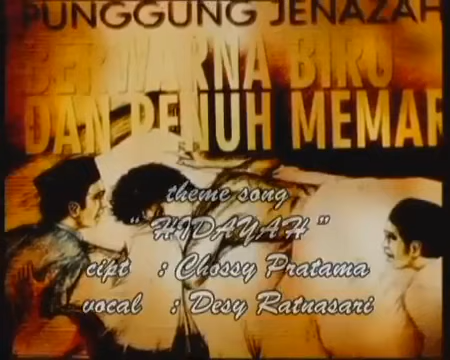 PUNGGUNG JENAZAH
BERWARNA BIRU
DAN PENUH MEMAR
theme song
" HIDAYAH "
cipt : Chossy Pratama
vocal : Desy Ratnasari